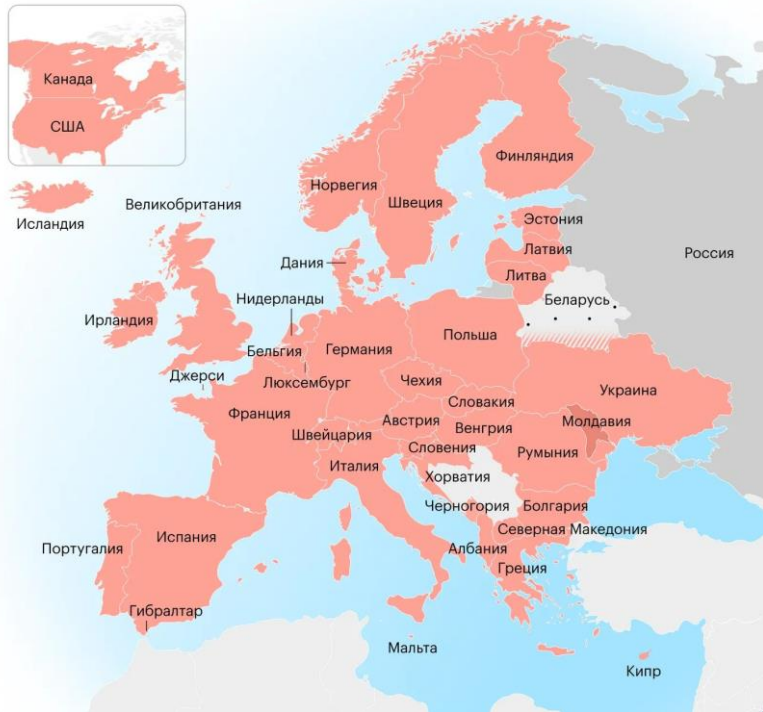 Канада
США
Исландия
Великобритания
Норвегия
Швеция
Финляндия
Эстония
Латвия
Литва
Россия
Дания
Нидерланды
Беларусь
Ирландия
Бельгия
Германия
Польша
Джерси
Люксембург
Чехия
Украина
Франция
Словакия
Австрия
Молдавия
Швейцария
Венгрия
Словения
Румыния
Италия
Хорватия
Черногория
Болгария
Северная Македония
Португалия
Испания
Албания
Греция
Гибралтар
Мальта
Кипр